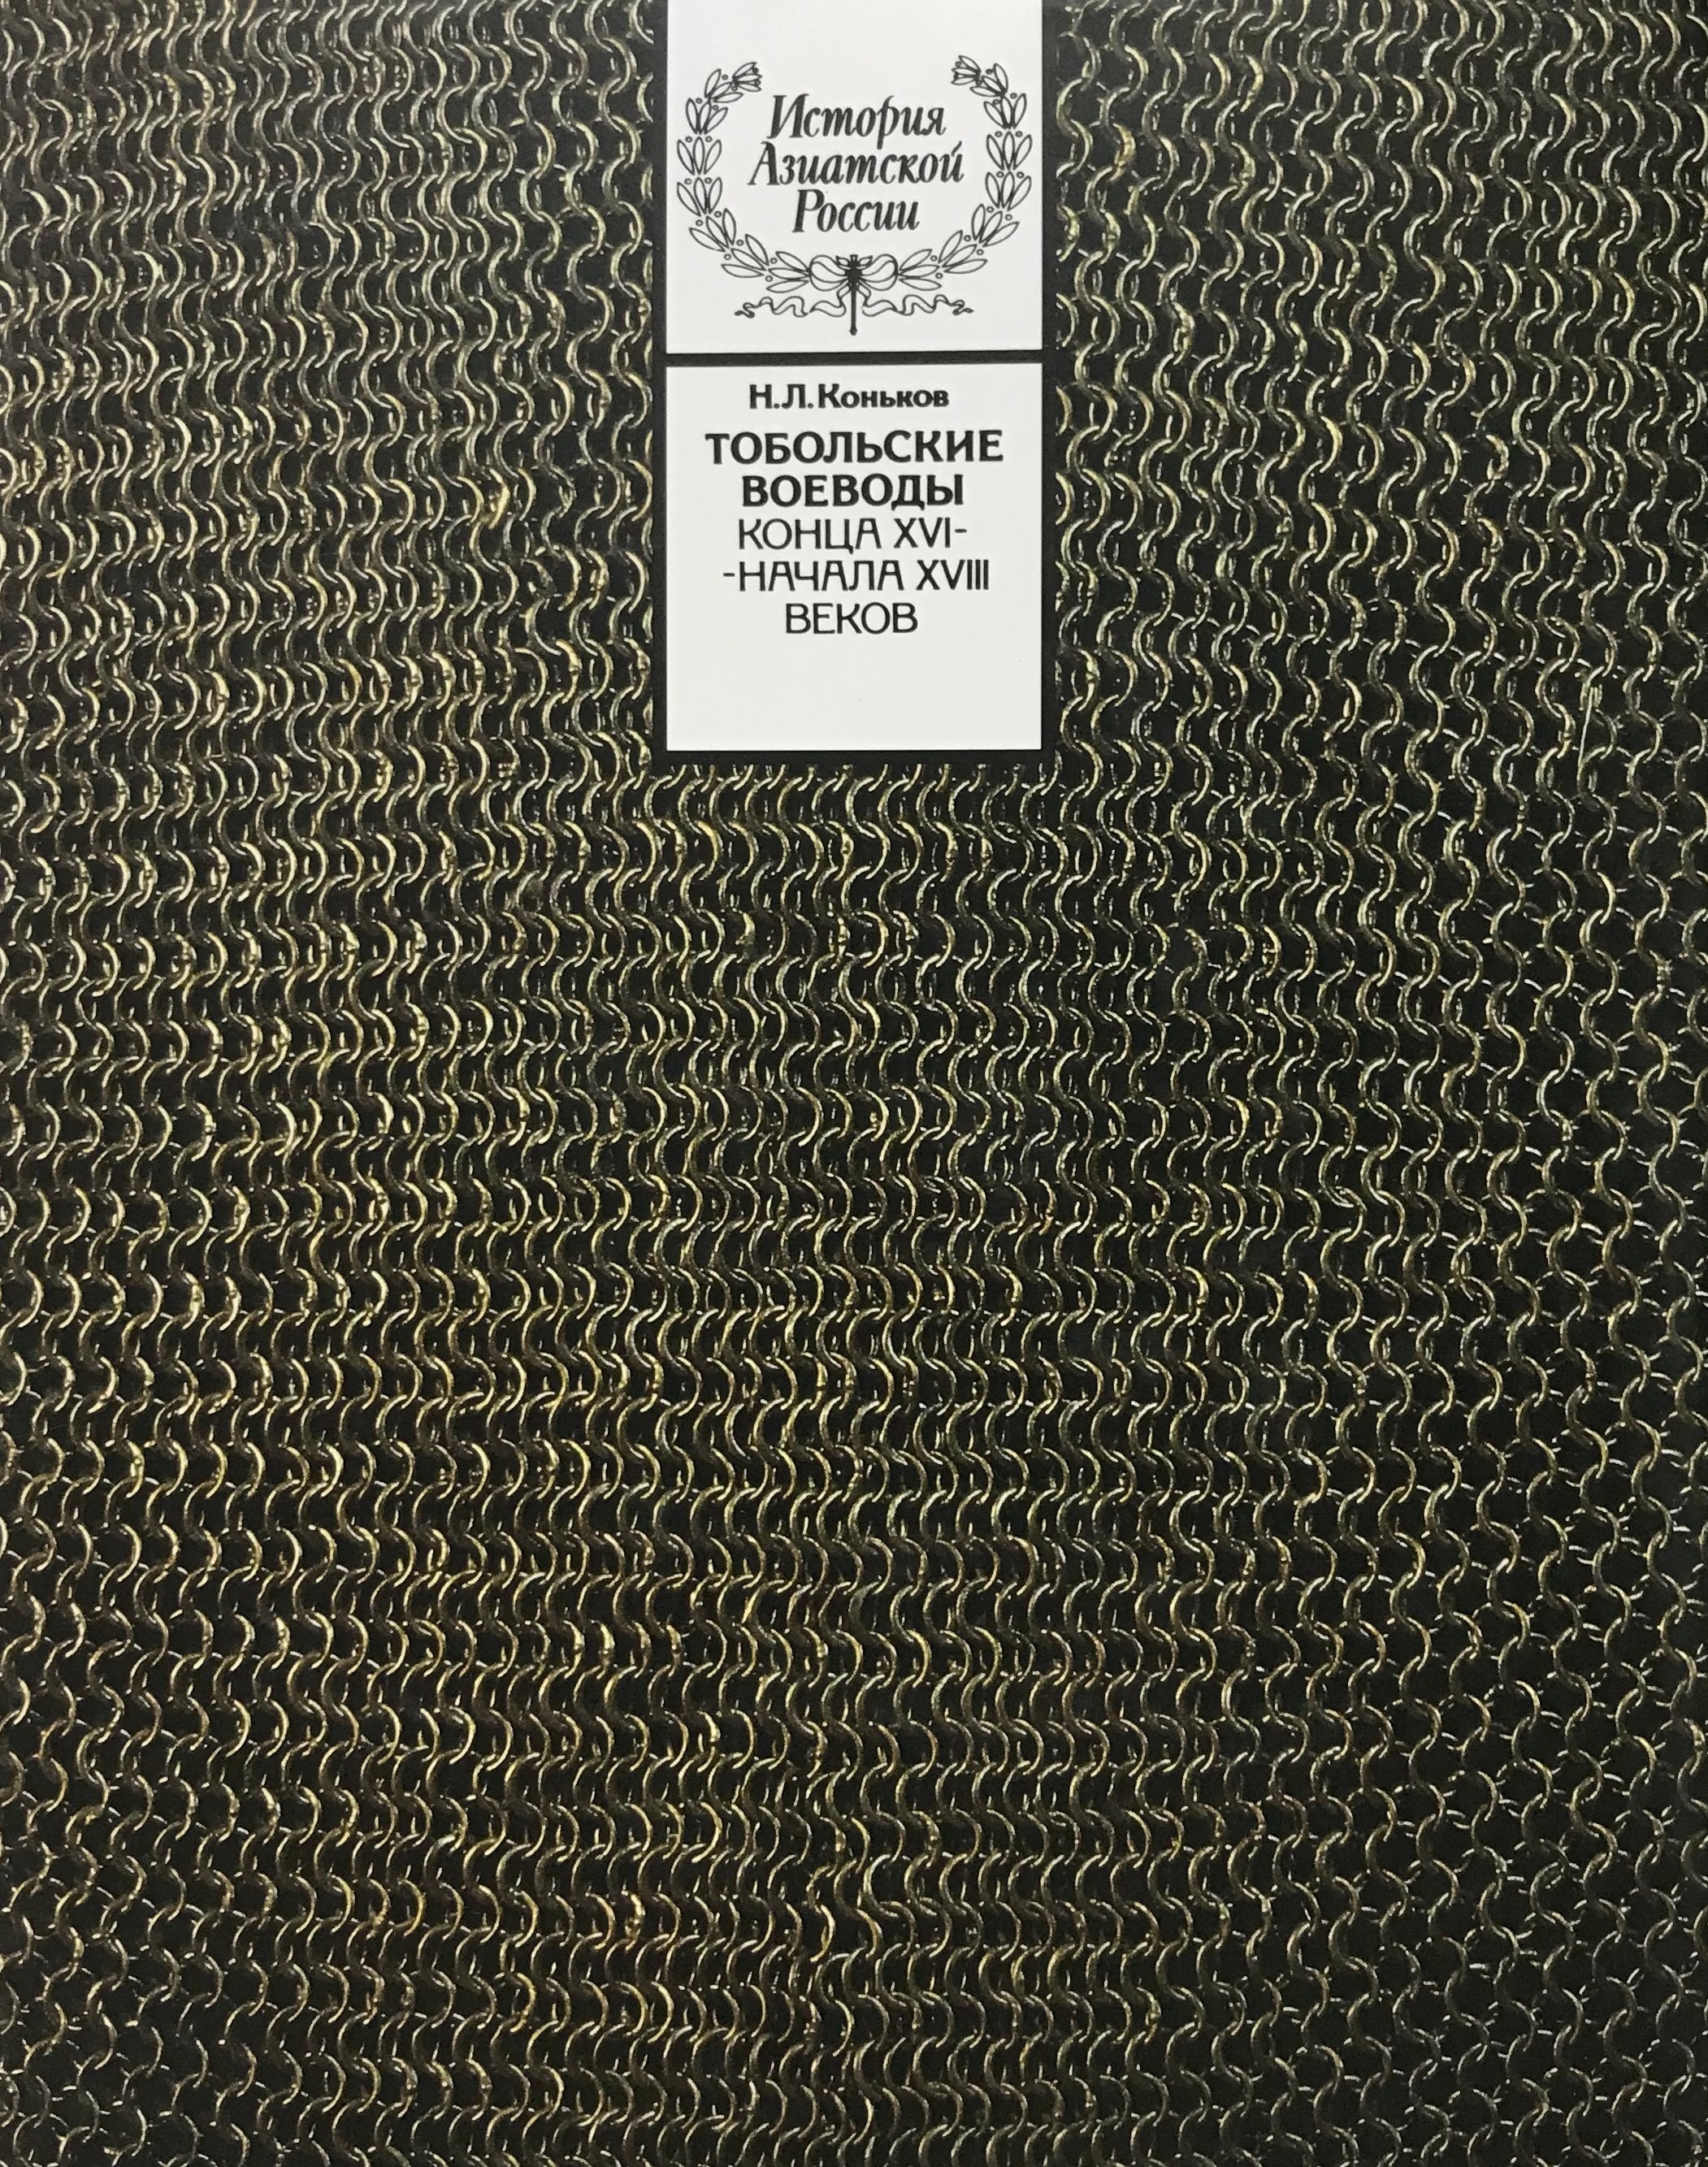 История
Азиатской
России
Н.Л.Коньков
ТОБОЛЬСКИЕ
ВОЕВОДЫ
КОНЦА XVI-
-НАЧАЛА XVIII
ВЕКОВ